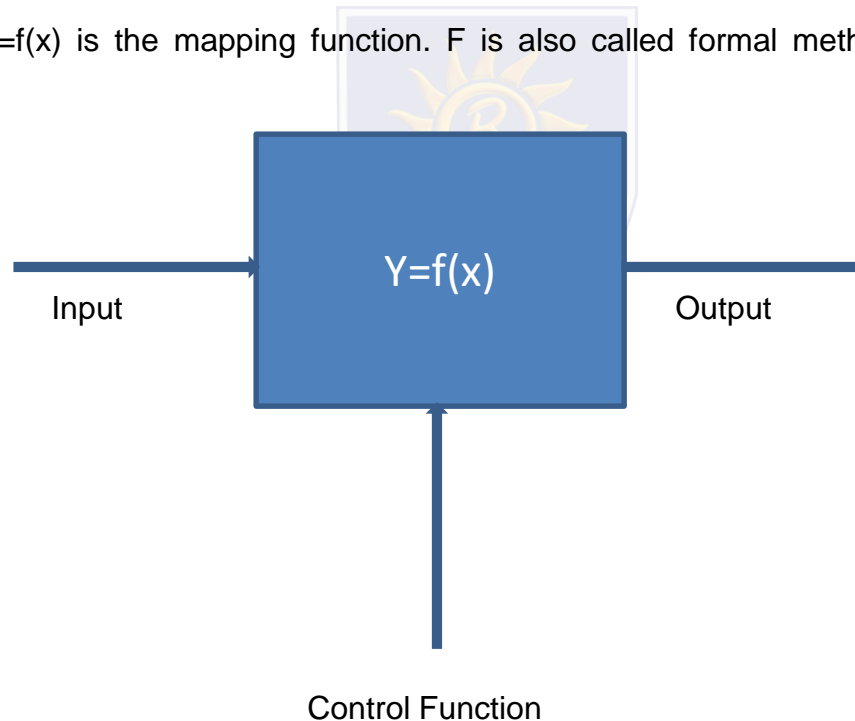 =f(x) is the mapping function. F is also called formal meth
Y=f(x)
Input
Output
Control Function